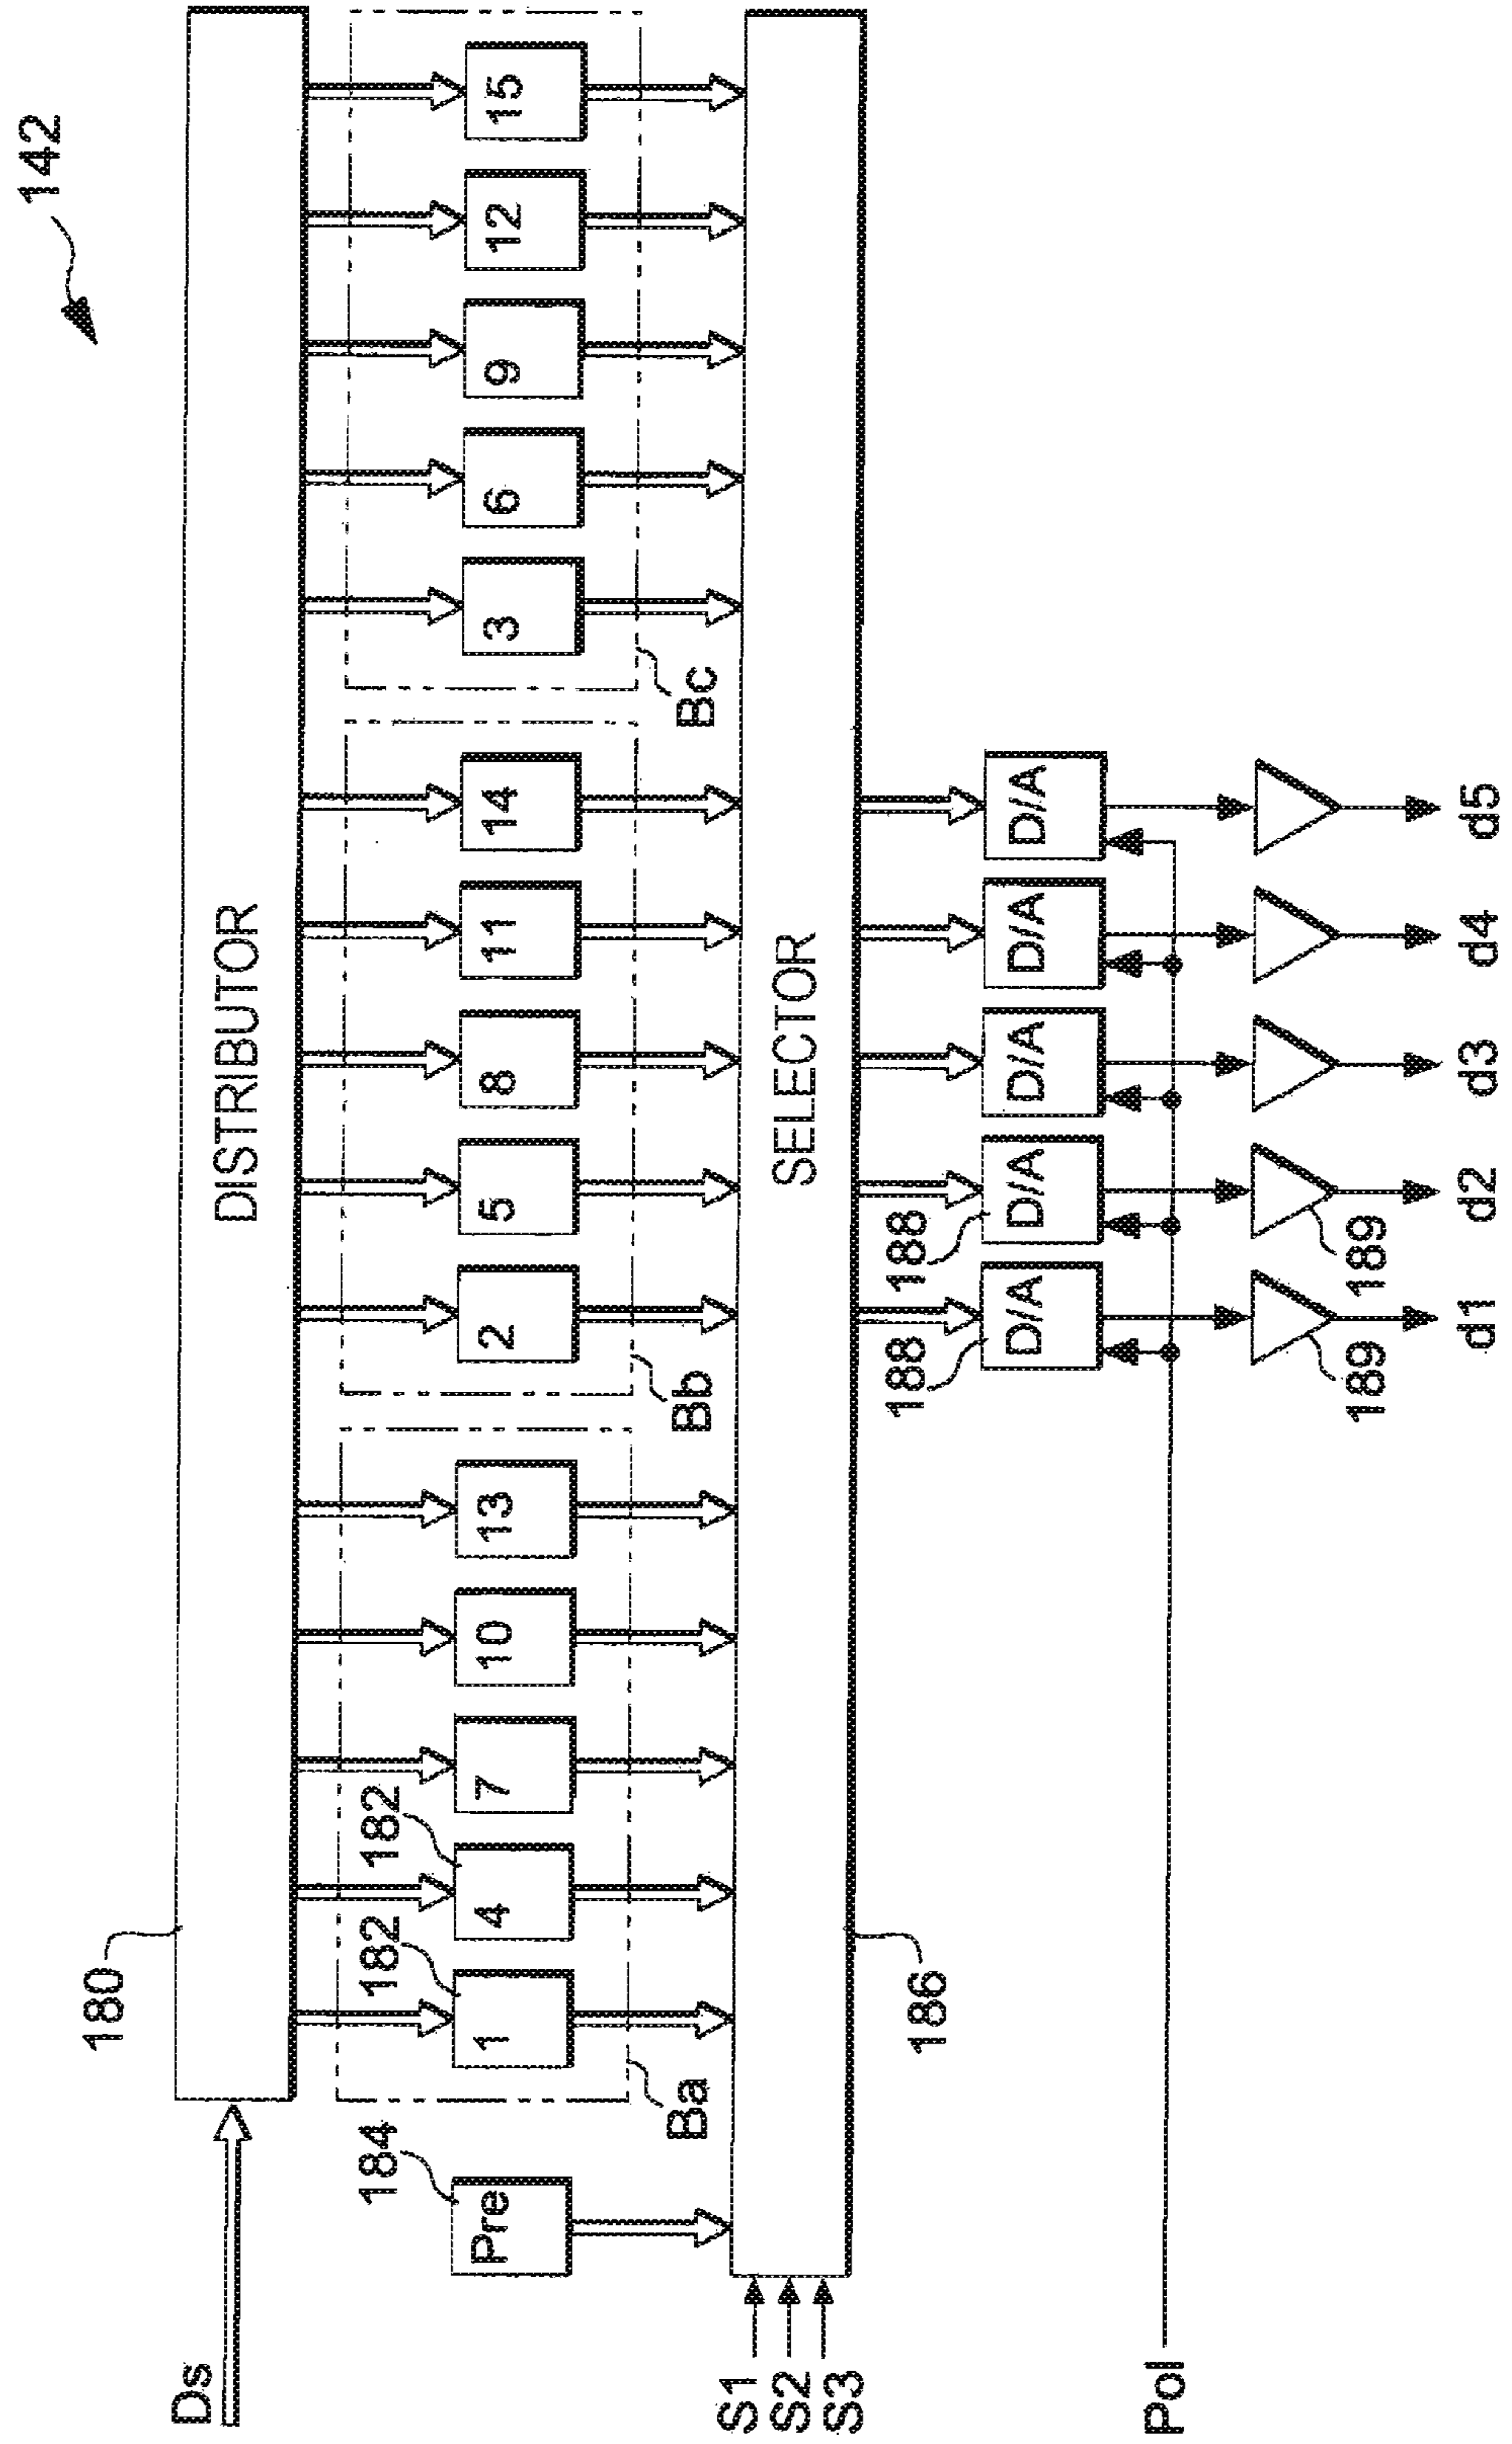 142
180
Ds
DISTRIBUTOR
184
182
182
Pre
1
4
7
10
13
2
5
8
11
14
3
6
9
12
15
Ba
Bb
Bc
S1
S2
S3
SELECTOR
186
188
188
D/A
D/A
D/A
D/A
D/A
Pol
189
189
d1
d2
d3
d4
d5